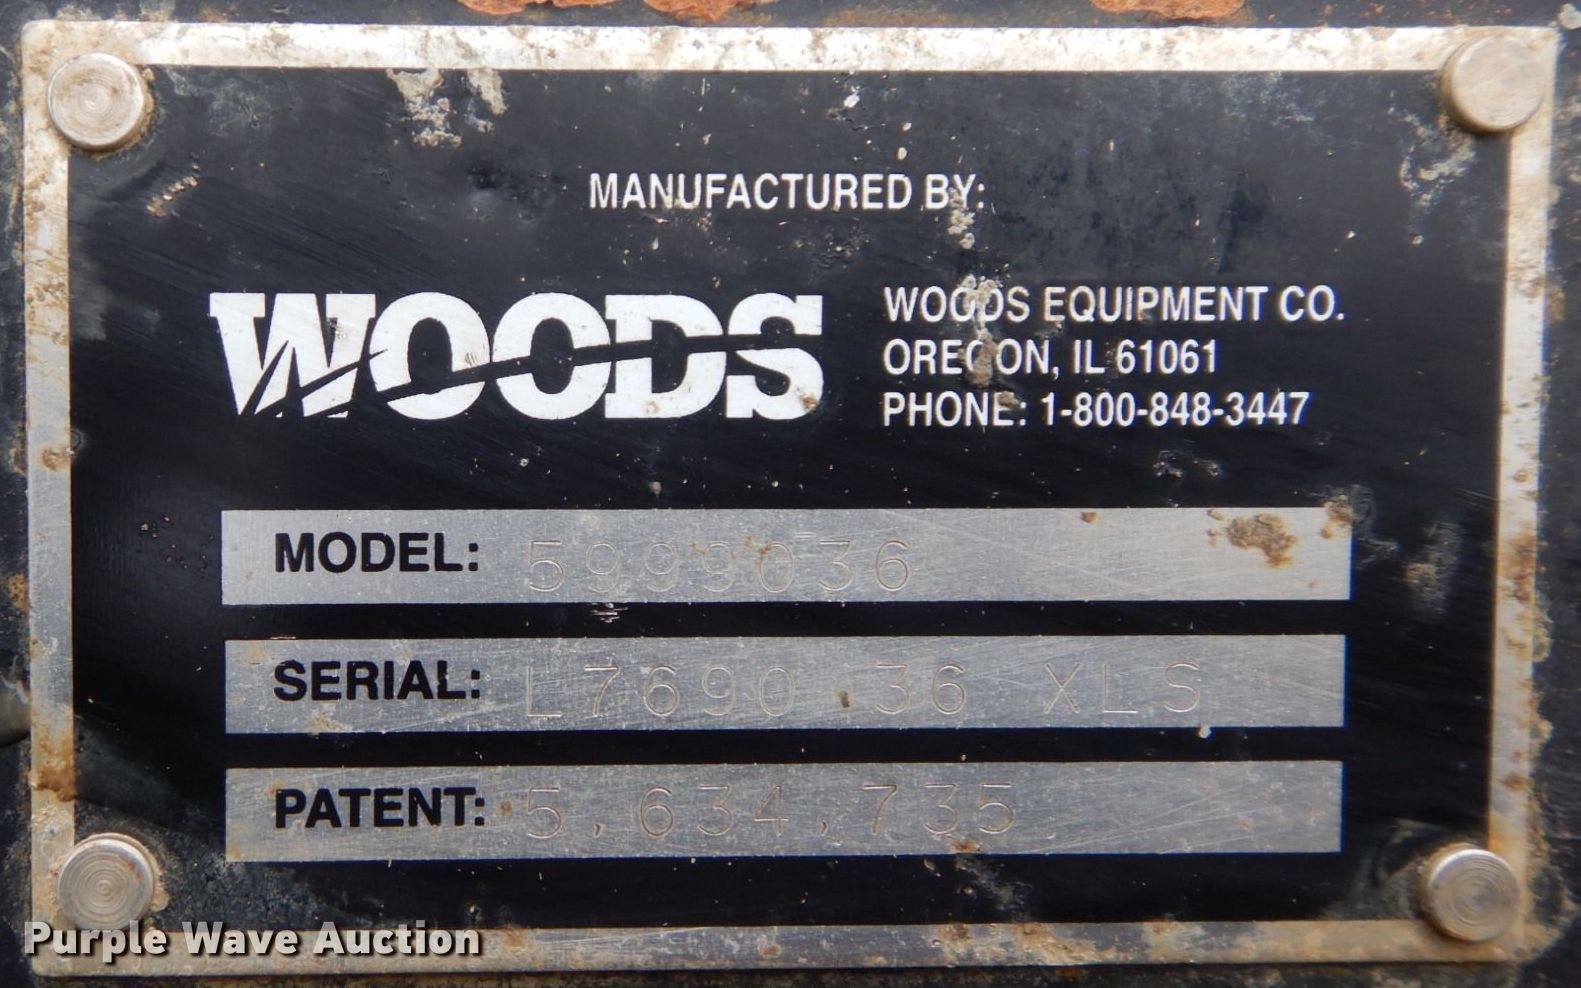 MANUFACTURED BY:
WOODS
WOODS EQUIPMENT CO.
OREGON, IL 61061
PHONE: 1-800-848-3447
MODEL: 5999036
SERIAL: L7690 36 XLS
PATENT: 5,634,735
Purple Wave Auction